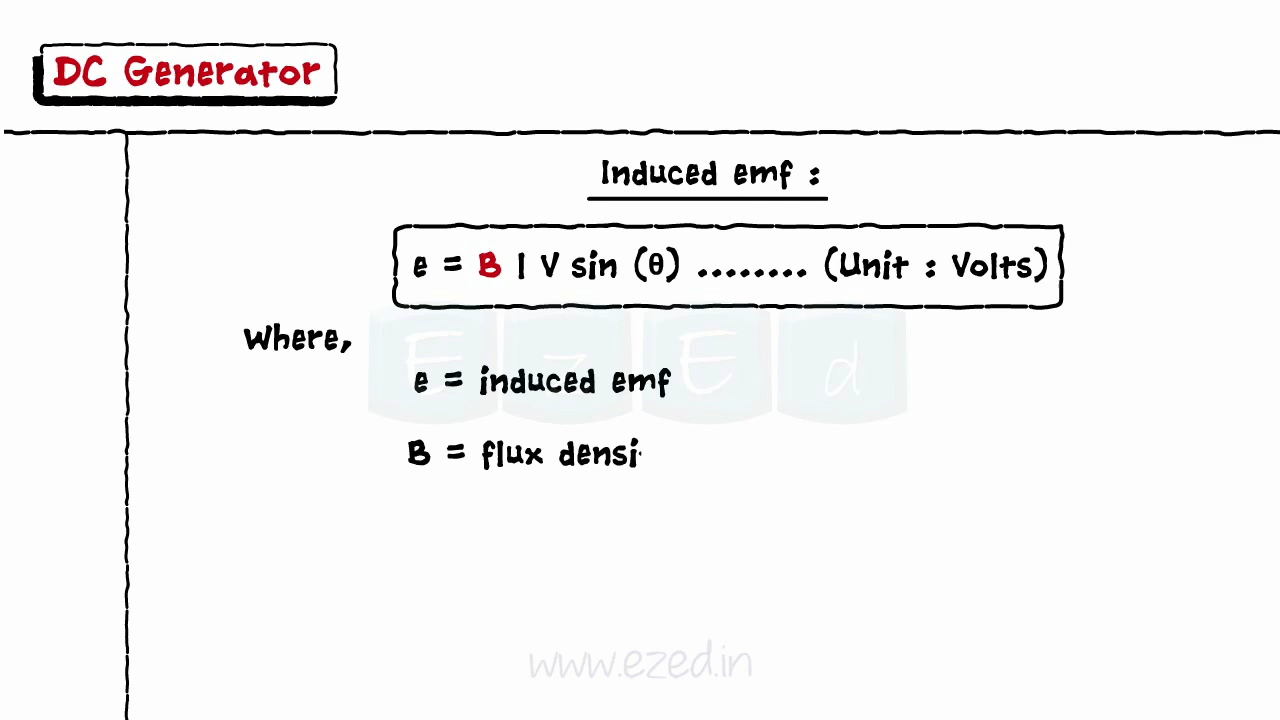 DC Generator
Induced emf :
e = B l V sin (θ) ........ (Unit : Volts)
Where,
e = induced emf
B = flux densi
E z E d
www.ezed.in